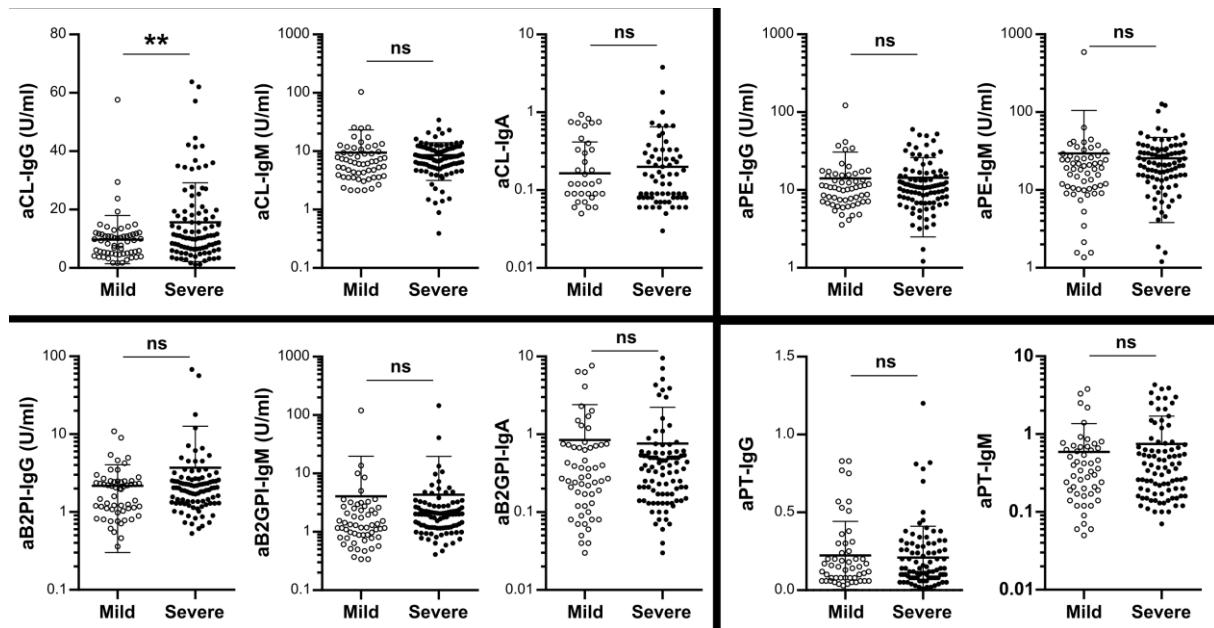 aCL-IgG (U/ml)
80
60
40
20
0
**
Mild Severe
aCL-IgM (U/ml)
1000
100
10
1
0.1
ns
Mild Severe
aCL-IgA
10
1
0.1
0.01
ns
Mild Severe
aPE-IgG (U/ml)
1000
100
10
1
ns
Mild Severe
aPE-IgM (U/ml)
1000
100
10
1
ns
Mild Severe
aB2PI-IgG (U/ml)
100
10
1
0.1
ns
Mild Severe
aB2GPI-IgM (U/ml)
1000
100
10
1
0.1
ns
Mild Severe
aB2GPI-IgA
10
1
0.1
0.01
ns
Mild Severe
aPT-IgG
1.5
1.0
0.5
0.0
ns
Mild Severe
aPT-IgM
10
1
0.1
0.01
ns
Mild Severe